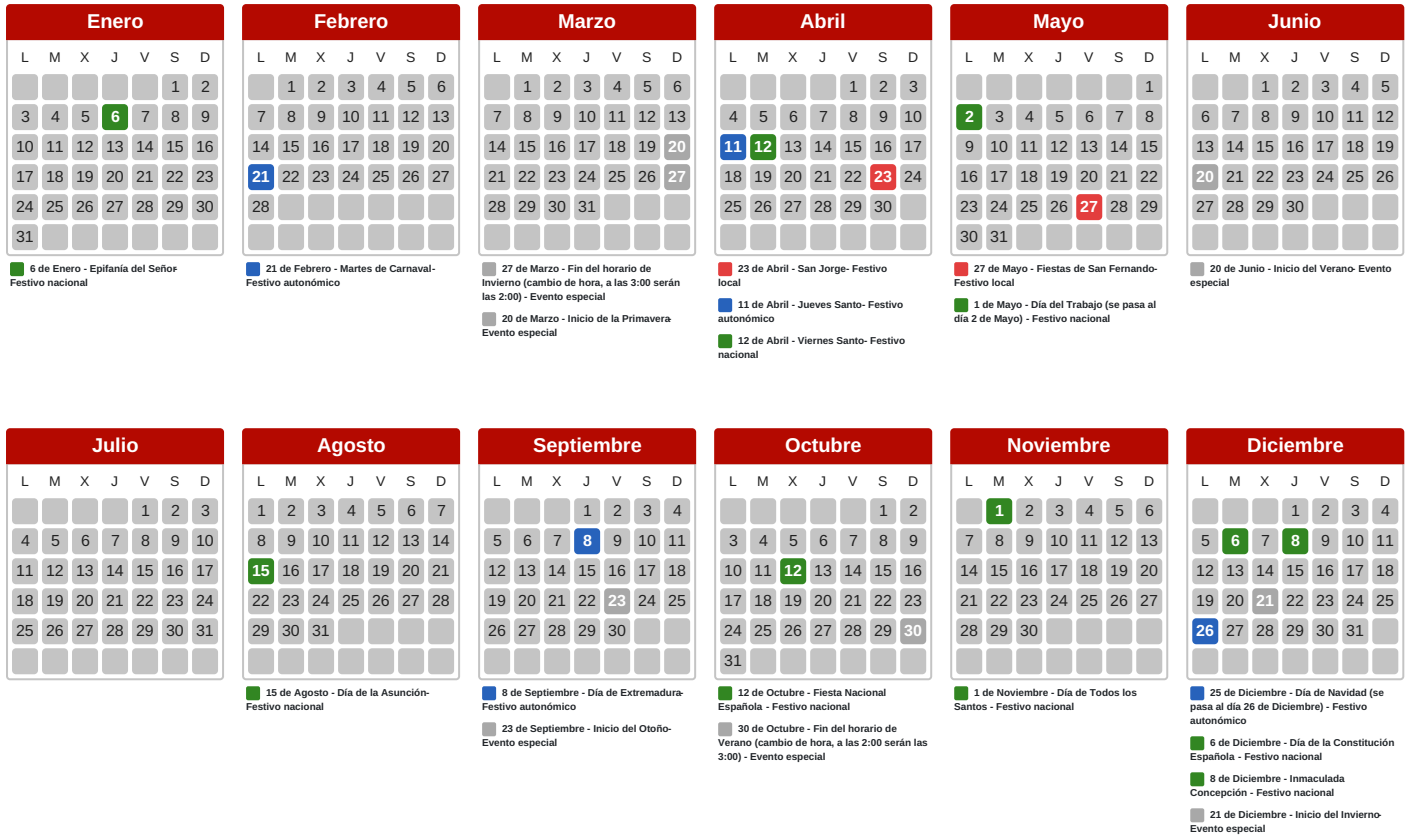 Enero
L M X J V S D
1 2
3 4 5 6 7 8 9
10 11 12 13 14 15 16
17 18 19 20 21 22 23
24 25 26 27 28 29 30
31
6 de Enero - Epifanía del Señor-
Festivo nacional
Febrero
L M X J V S D
1 2 3 4 5 6
7 8 9 10 11 12 13
14 15 16 17 18 19 20
21 22 23 24 25 26 27
28
21 de Febrero - Martes de Carnaval-
Festivo autonómico
Marzo
L M X J V S D
1 2 3 4 5 6
7 8 9 10 11 12 13
14 15 16 17 18 19 20
21 22 23 24 25 26 27
28 29 30 31
27 de Marzo - Fin del horario de
Invierno (cambio de hora, a las 3:00 serán
las 2:00) - Evento especial
20 de Marzo - Inicio de la Primavera-
Evento especial
Abril
L M X J V S D
1 2 3
4 5 6 7 8 9 10
11 12 13 14 15 16 17
18 19 20 21 22 23 24
25 26 27 28 29 30
23 de Abril - San Jorge- Festivo
local
11 de Abril - Jueves Santo- Festivo
autonómico
12 de Abril - Viernes Santo- Festivo
nacional
Mayo
L M X J V S D
1
2 3 4 5 6 7 8
9 10 11 12 13 14 15
16 17 18 19 20 21 22
23 24 25 26 27 28 29
30 31
27 de Mayo - Fiestas de San Fernando-
Festivo local
1 de Mayo - Día del Trabajo (se pasa al
día 2 de Mayo) - Festivo nacional
Junio
L M X J V S D
1 2 3 4 5
6 7 8 9 10 11 12
13 14 15 16 17 18 19
20 21 22 23 24 25 26
27 28 29 30
20 de Junio - Inicio del Verano- Evento
especial
Julio
L M X J V S D
1 2 3
4 5 6 7 8 9 10
11 12 13 14 15 16 17
18 19 20 21 22 23 24
25 26 27 28 29 30 31
Agosto
L M X J V S D
1 2 3 4 5 6 7
8 9 10 11 12 13 14
15 16 17 18 19 20 21
22 23 24 25 26 27 28
29 30 31
15 de Agosto - Día de la Asunción-
Festivo nacional
Septiembre
L M X J V S D
1 2 3 4
5 6 7 8 9 10 11
12 13 14 15 16 17 18
19 20 21 22 23 24 25
26 27 28 29 30
8 de Septiembre - Día de Extremadura-
Festivo autonómico
23 de Septiembre - Inicio del Otoño-
Evento especial
Octubre
L M X J V S D
1 2
3 4 5 6 7 8 9
10 11 12 13 14 15 16
17 18 19 20 21 22 23
24 25 26 27 28 29 30
31
12 de Octubre - Fiesta Nacional
Española - Festivo nacional
30 de Octubre - Fin del horario de
Verano (cambio de hora, a las 2:00 serán las
3:00) - Evento especial
Noviembre
L M X J V S D
1 2 3 4 5 6
7 8 9 10 11 12 13
14 15 16 17 18 19 20
21 22 23 24 25 26 27
28 29 30
1 de Noviembre - Día de Todos los
Santos - Festivo nacional
Diciembre
L M X J V S D
1 2 3 4
5 6 7 8 9 10 11
12 13 14 15 16 17 18
19 20 21 22 23 24 25
26 27 28 29 30 31
25 de Diciembre - Día de Navidad (se
pasa al día 26 de Diciembre) - Festivo
autonómico
6 de Diciembre - Día de la Constitución
Española - Festivo nacional
8 de Diciembre - Inmaculada
Concepción - Festivo nacional
21 de Diciembre - Inicio del Invierno-
Evento especial